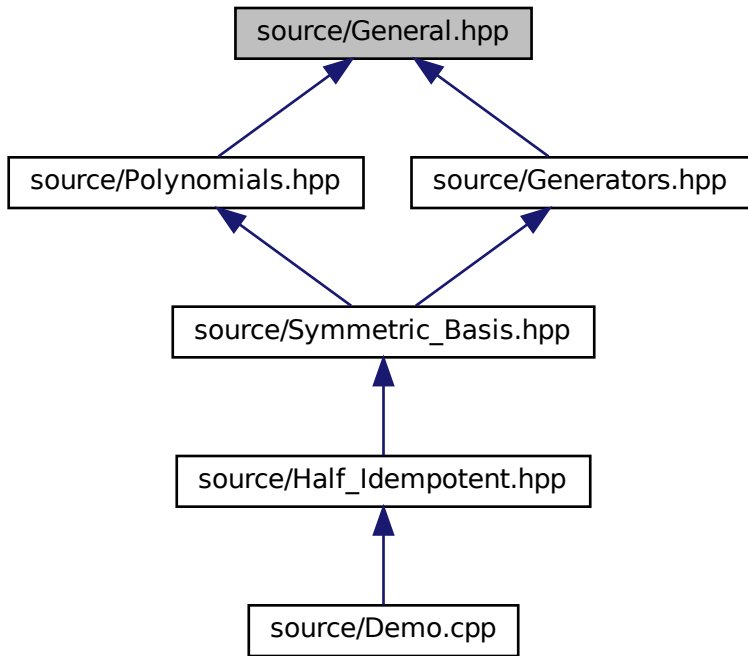 source/General.hpp
source/Polynomials.hpp
source/Generators.hpp
source/Symmetric_Basis.hpp
source/Half_Idempotent.hpp
source/Demo.cpp